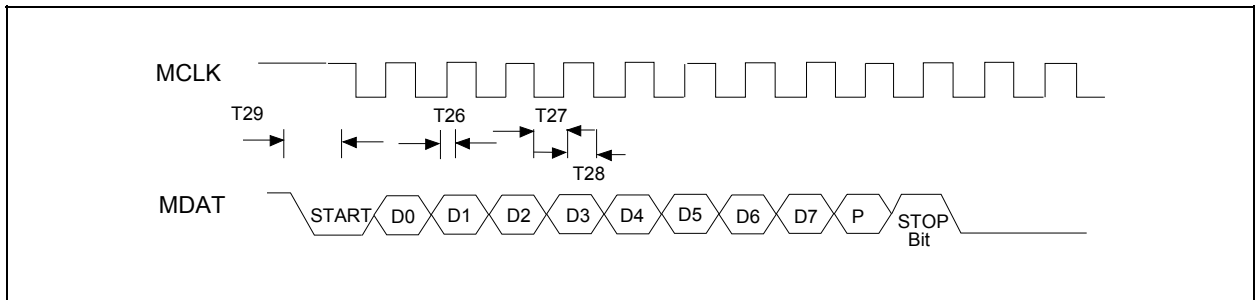 MCLK
T29 T26 T27
T28
MDAT
START D0 D1 D2 D3 D4 D5 D6 D7 P STOP
Bit